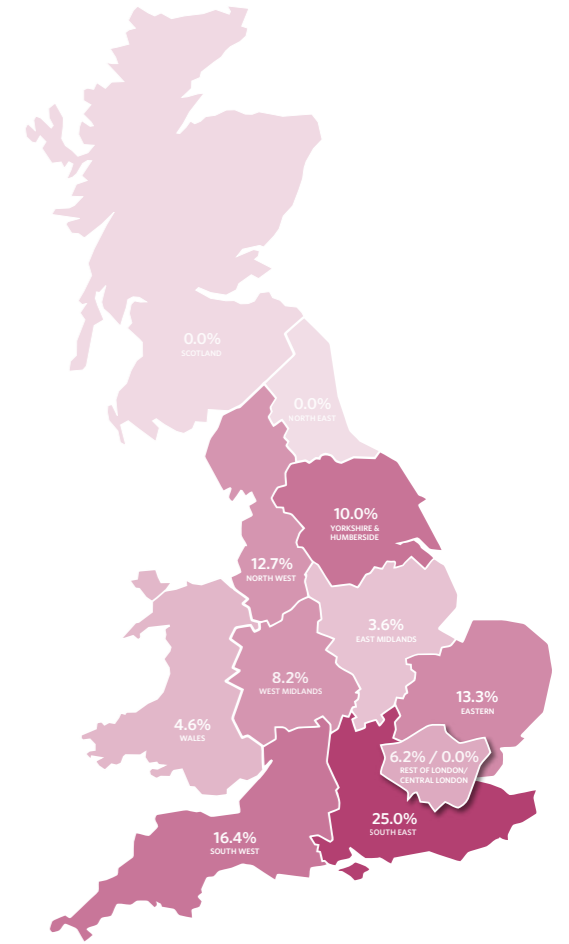 0.0%
SCOTLAND
0.0%
NORTH EAST
10.0%
YORKSHIRE &
HUMBERSIDE
12.7%
NORTH WEST
3.6%
EAST MIDLANDS
8.2%
WEST MIDLANDS
13.3%
EASTERN
4.6%
WALES
6.2% / 0.0%
REST OF LONDON/
CENTRAL LONDON
25.0%
SOUTH EAST
16.4%
SOUTH WEST